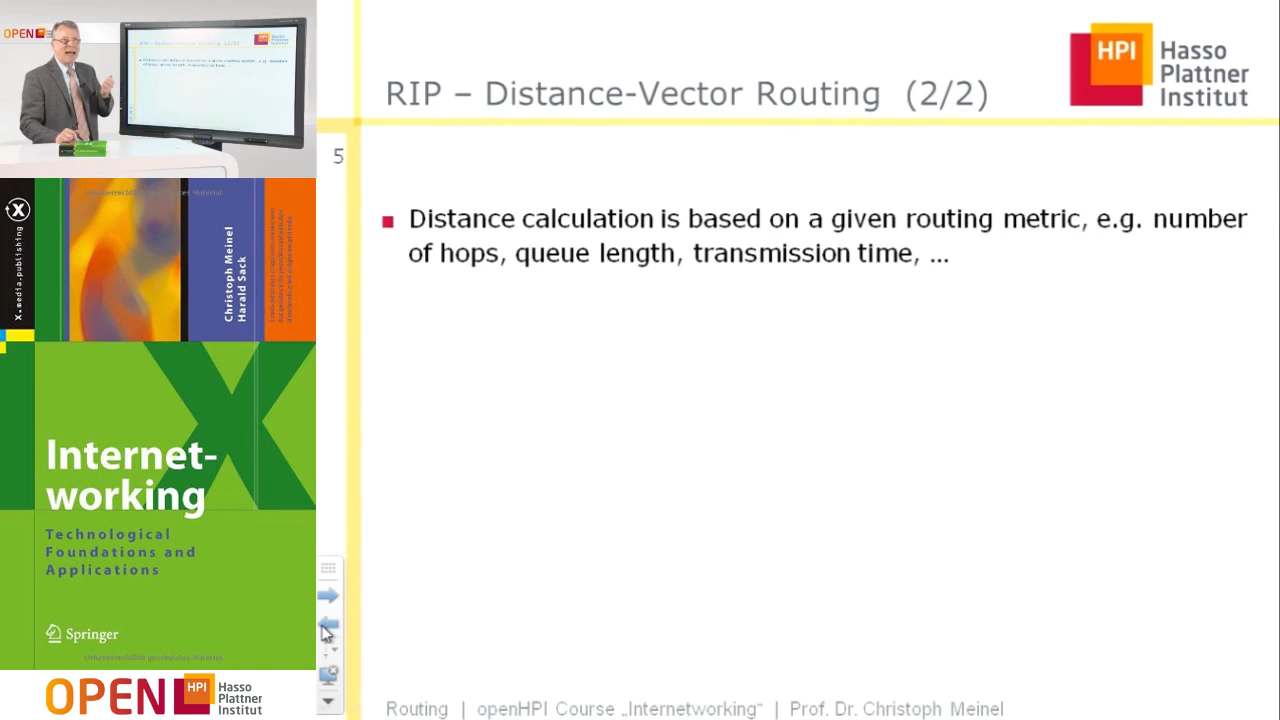 OPEN
RIP – Distance-Vector Routing (2/2)
HPI Hasso
Plattner
Institut
5
Distance calculation is based on a given routing metric, e.g. number
of hops, queue length, transmission time, ...
X.media.publishing
Christoph Meinel
Harald Sack
Internet-
working
Technological
Foundations and
Applications
Springer
OPEN HPI Hasso
Plattner
Institut
Routing | openHPI Course „Internetworking“ | Prof. Dr. Christoph Meinel